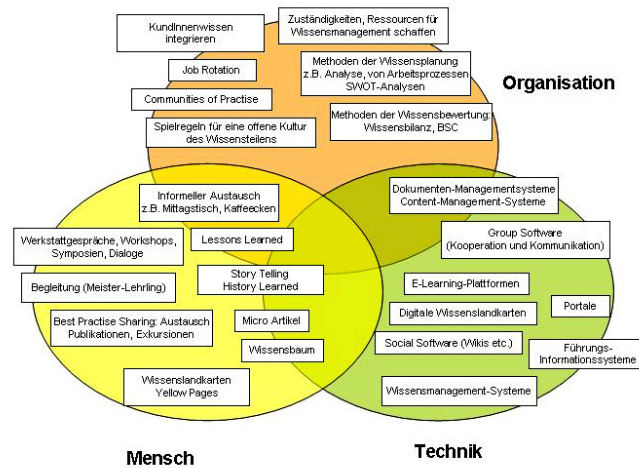 KundInnenwissen
integrieren
Zuständigkeiten, Ressourcen für
Wissensmanagement schaffen
Job Rotation
Methoden der Wissensplanung
z.B. Analyse, von Arbeitsprozessen
SWOT-Analysen
Organisation
Communities of Practise
Methoden der Wissensbewertung:
Wissensbilanz, BSC
Spielregeln für eine offene Kultur
des Wissensteilens
Informeller Austausch
z.B. Mittagstisch, Kaffeecken
Dokumenten-Managementsysteme
Content-Management-Systeme
Werkstattgespräche, Workshops,
Symposien, Dialoge
Lessons Learned
Group Software
(Kooperation und Kommunikation)
Begleitung (Meister-Lehrling)
Story Telling
History Learned
E-Learning-Plattformen
Portale
Best Practise Sharing: Austausch
Publikationen, Exkursionen
Micro Artikel
Digitale Wissenslandkarten
Wissensbaum
Social Software (Wikis etc.)
Führungs-
Informationssysteme
Wissenslandkarten
Yellow Pages
Wissensmanagement-Systeme
Mensch
Technik